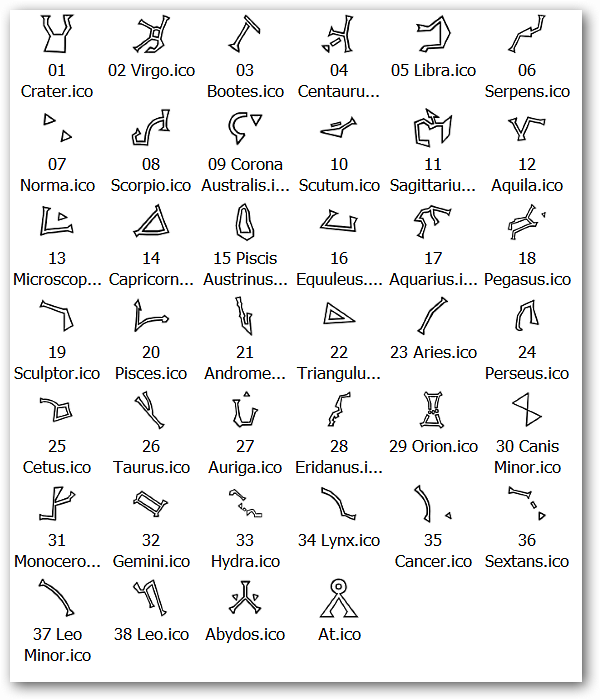 01 02 Virgo.ico 03 04 05 Libra.ico 06
Crater.ico Bootes.ico Centauru... Serpens.ico
07 08 09 Corona 10 11 12
Norma.ico Scorpio.ico Australis.i... Scutum.ico Sagittariu... Aquila.ico
13 14 15 Piscis 16 17 18
Microscop... Capricorn... Austrinus... Equuleus.... Aquarius.i... Pegasus.ico
19 20 21 22 23 Aries.ico 24
Sculptor.ico Pisces.ico Androme... Triangulu... Perseus.ico
25 26 27 28 29 Orion.ico 30 Canis
Cetus.ico Taurus.ico Auriga.ico Eridanus.i... Minor.ico
31 32 33 34 Lynx.ico 35 36
Monocero... Gemini.ico Hydra.ico Cancer.ico Sextans.ico
37 Leo 38 Leo.ico Abydos.ico At.ico
Minor.ico